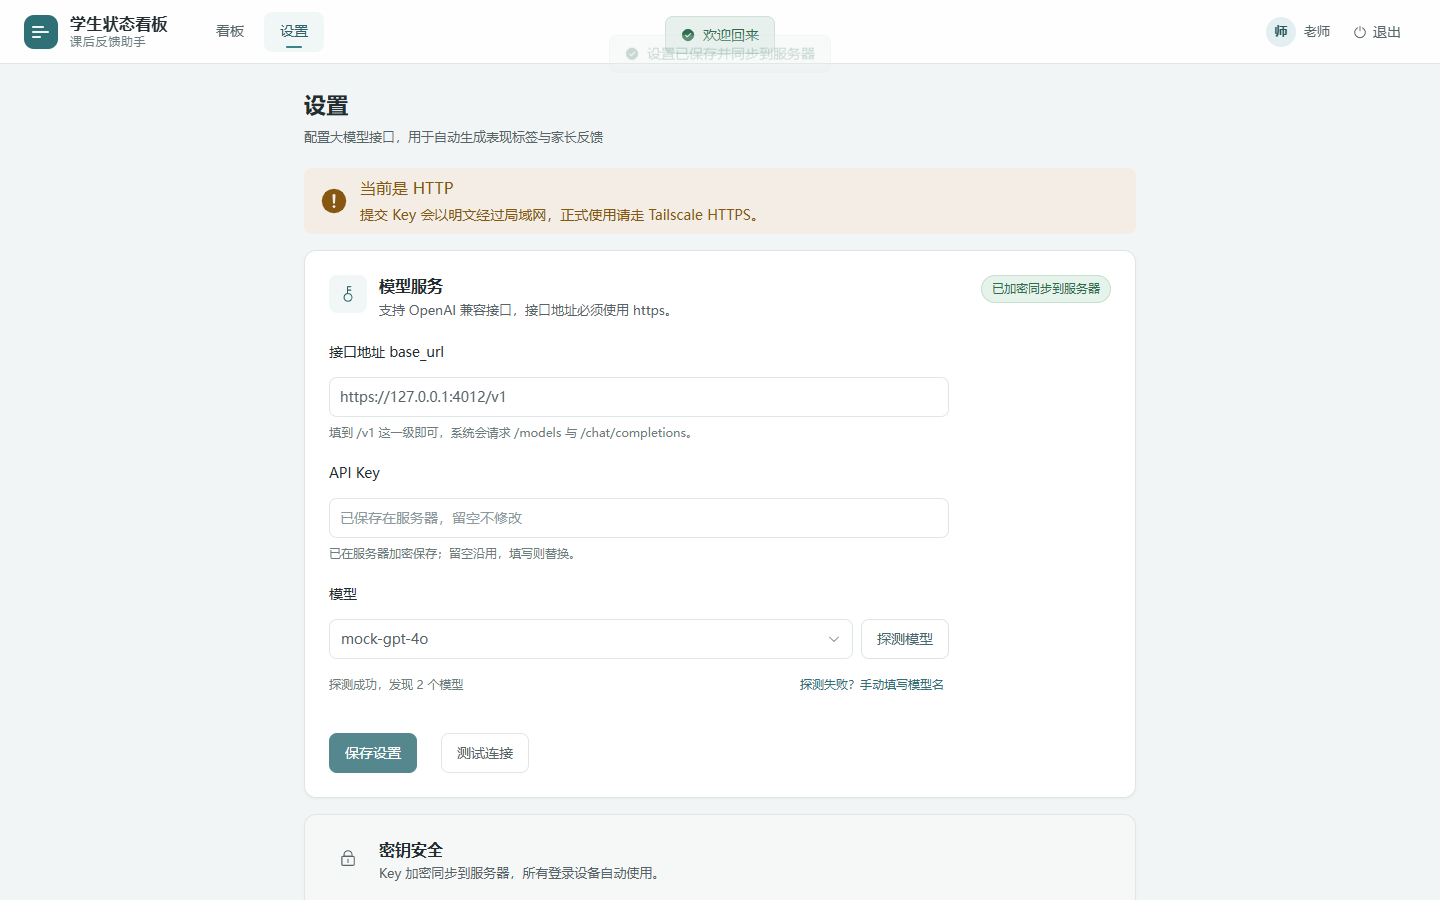 学生状态看板
课后反馈助手
看板
设置
欢迎回来
设置已保存并同步到服务器
师
老师
退出
设置
配置大模型接口，用于自动生成表现标签与家长反馈
当前是 HTTP
提交 Key 会以明文经过局域网，正式使用请走 Tailscale HTTPS。
模型服务
支持 OpenAI 兼容接口，接口地址必须使用 https。
已加密同步到服务器
接口地址 base_url
https://127.0.0.1:4012/v1
填到 /v1 这一级即可，系统会请求 /models 与 /chat/completions。
API Key
已保存在服务器，留空不修改
已在服务器加密保存；留空沿用，填写则替换。
模型
mock-gpt-4o
探测模型
探测成功，发现 2 个模型
探测失败？手动填写模型名
保存设置
测试连接
密钥安全
Key 加密同步到服务器，所有登录设备自动使用。